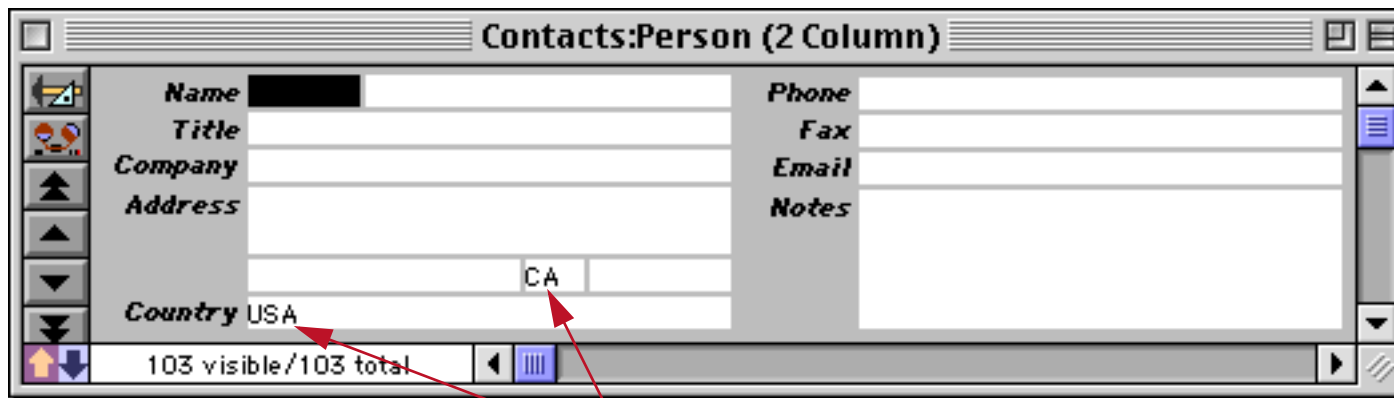 Contacts:Person (2 Column)
Name
Phone
Title
Fax
Company
Email
Address
Notes
CA
Country USA
103 visible/103 total